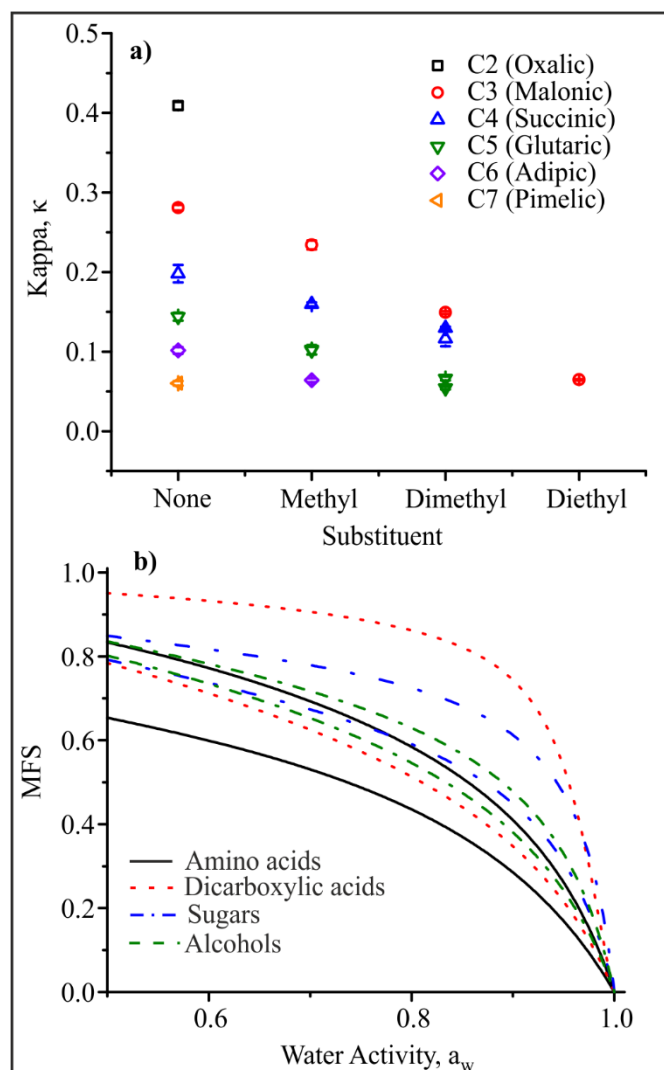 a)
C2 (Oxalic)
C3 (Malonic)
C4 (Succinic)
C5 (Glutaric)
C6 (Adipic)
C7 (Pimelic)
Kappa, κ
0.5
0.4
0.3
0.2
0.1
0.0
None Methyl Dimethyl Diethyl
Substituent
b)
MFS
1.0
0.8
0.6
0.4
0.2
0.0
Amino acids
Dicarboxylic acids
Sugars
Alcohols
0.6 0.8 1.0
Water Activity, a_w